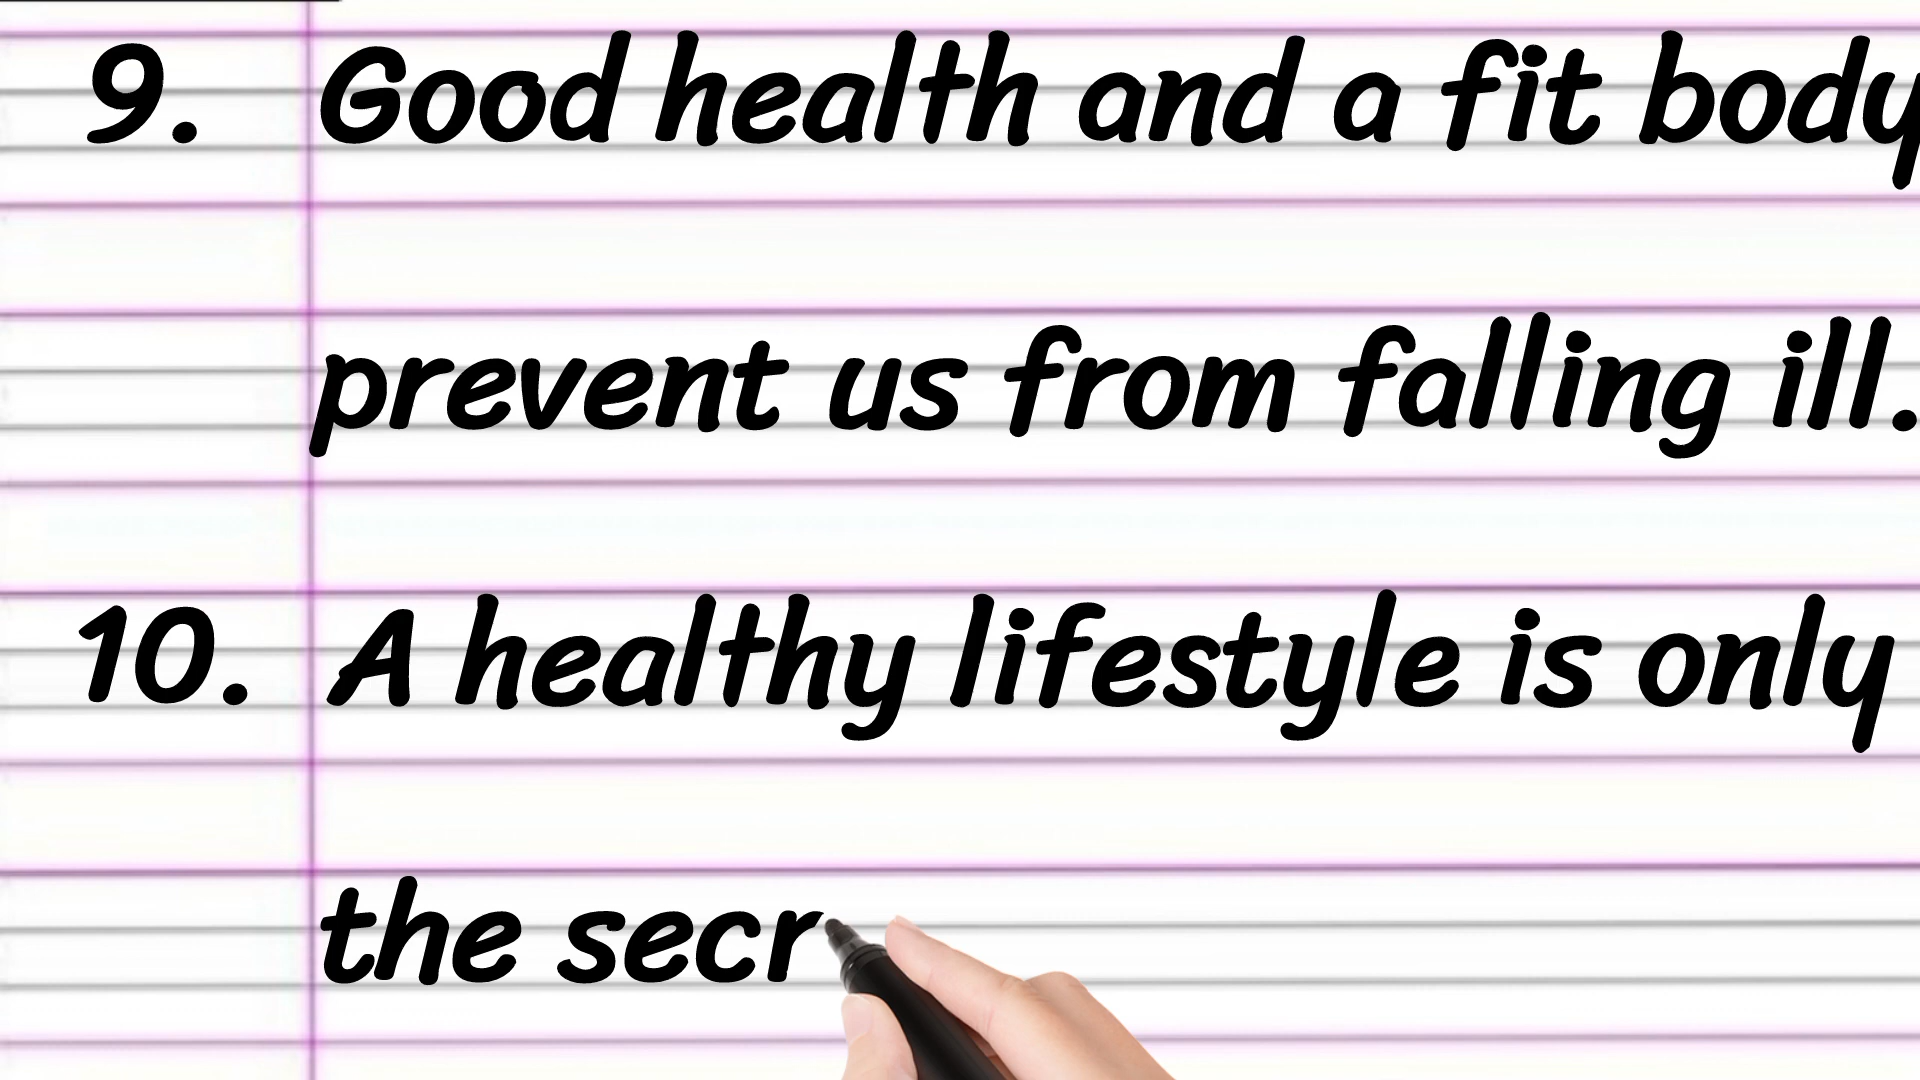 9. Good health and a fit body
prevent us from falling ill.
10. A healthy lifestyle is only
the secr